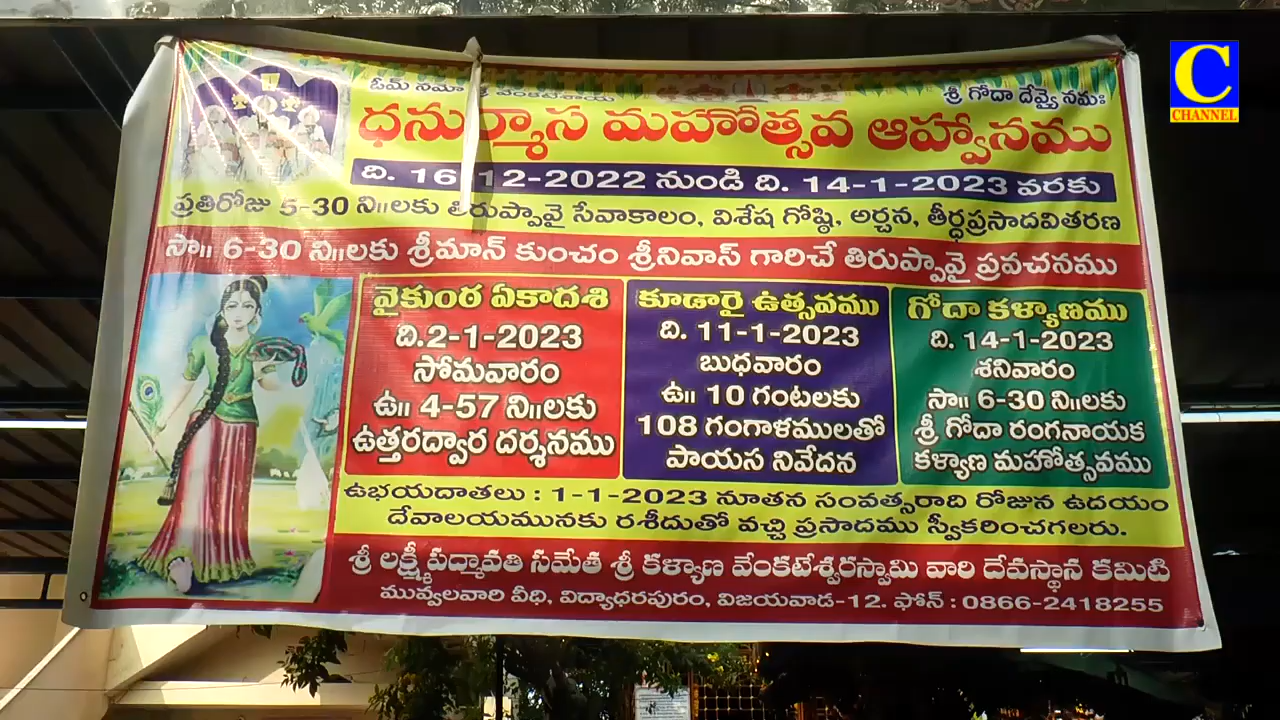 ఓమ్ నమో వేంకటేశాయ
శ్రీ గోదా దేవ్యై నమః
ధనుర్మాస మహోత్సవ ఆహ్వానము
ది. 16-12-2022 నుండి ది. 14-1-2023 వరకు
ప్రతిరోజు 5-30 ని॥లకు తిరుప్పావై సేవాకాలం, విశేష గోష్ఠి, అర్చన, తీర్థప్రసాదవితరణ
సా॥ 6-30 ని॥లకు శ్రీమాన్ కుంచం శ్రీనివాస్ గారిచే తిరుప్పావై ప్రవచనము
వైకుంఠ ఏకాదశి
ది.2-1-2023
సోమవారం
ఉ॥ 4-57 ని॥లకు
ఉత్తరద్వార దర్శనము
కూడారై ఉత్సవము
ది. 11-1-2023
బుధవారం
ఉ॥ 10 గంటలకు
108 గంగాళములతో
పాయస నివేదన
గోదా కళ్యాణము
ది. 14-1-2023
శనివారం
సా॥ 6-30 ని॥లకు
శ్రీ గోదా రంగనాయక
కళ్యాణ మహోత్సవము
ఉభయదాతలు : 1-1-2023 నూతన సంవత్సరాది రోజున ఉదయం
దేవాలయమునకు రశీదుతో వచ్చి ప్రసాదము స్వీకరించగలరు.
శ్రీ లక్ష్మీపద్మావతి సమేత శ్రీ కళ్యాణ వేంకటేశ్వరస్వామి వారి దేవస్థాన కమిటి
మువ్వలవారి వీధి, విద్యాధరపురం, విజయవాడ-12. ఫోన్ : 0866-2418255
C
CHANNEL